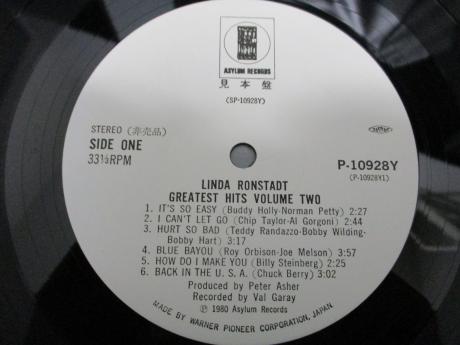 ASYLUM RECORDS
見本盤
(SP-10928Y)
STEREO (非売品)
SIDE ONE
33⅓RPM
P-10928Y
(P-10928Y1)
LINDA RONSTADT
GREATEST HITS VOLUME TWO
1. IT'S SO EASY (Buddy Holly-Norman Petty) 2:27
2. I CAN'T LET GO (Chip Taylor-Al Gorgoni) 2:44
3. HURT SO BAD (Teddy Randazzo-Bobby Wilding-
Bobby Hart) 3:17
4. BLUE BAYOU (Roy Orbison-Joe Melson) 3:57
5. HOW DO I MAKE YOU (Billy Steinberg) 2:25
6. BACK IN THE U. S. A. (Chuck Berry) 3:02
Produced by Peter Asher
Recorded by Val Garay
Ⓟ 1980 Asylum Records
MADE BY WARNER PIONEER CORPORATION, JAPAN.